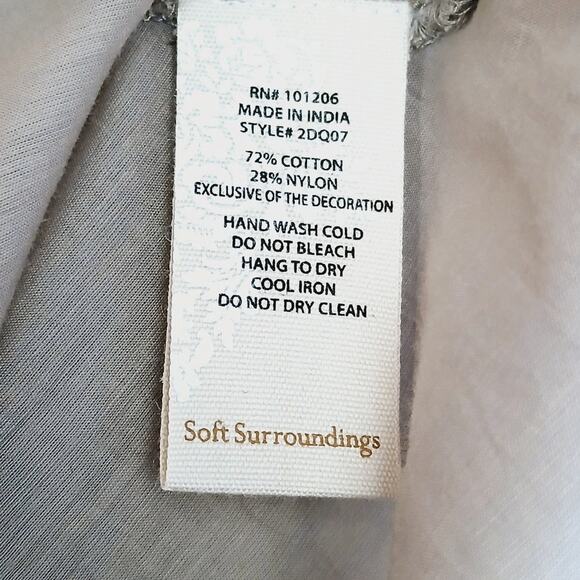 RN# 101206
MADE IN INDIA
STYLE# 2DQ07
72% COTTON
28% NYLON
EXCLUSIVE OF THE DECORATION
HAND WASH COLD
DO NOT BLEACH
HANG TO DRY
COOL IRON
DO NOT DRY CLEAN
Soft Surroundings